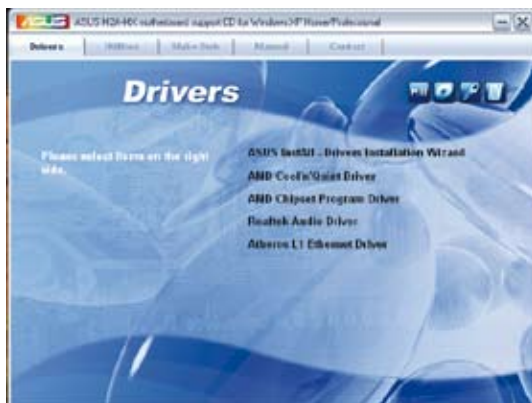 ASUS
ASUS M2A-MX motherboard support CD for Windows XP Home/Professional
Drivers
Utilities
Make Disk
Manual
Contact
Drivers
Please select items on the right
side.
ASUS InstAll - Drivers Installation Wizard
AMD Cool'n'Quiet Driver
AMD Chipset Program Driver
Realtek Audio Driver
Atheros L1 Ethernet Driver